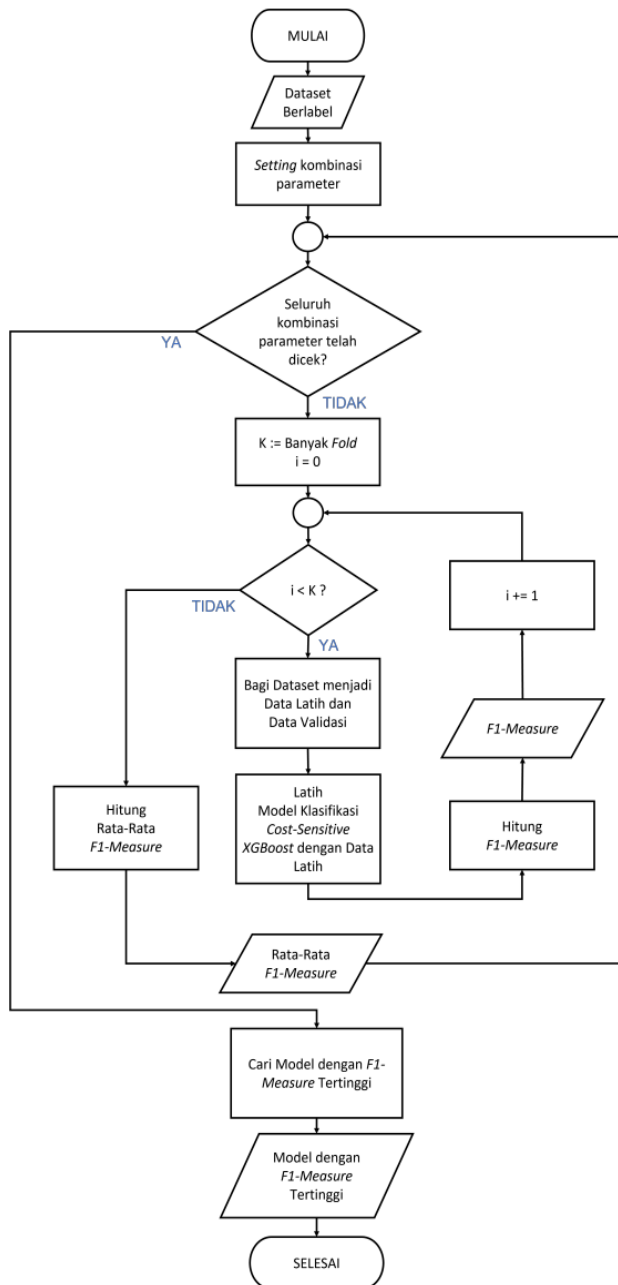 MULAI
Dataset
Berlabel
Setting kombinasi
parameter
Seluruh
kombinasi
parameter telah
dicek?
YA
TIDAK
K := Banyak Fold
i = 0
i < K ?
TIDAK
YA
i += 1
Bagi Dataset menjadi
Data Latih dan
Data Validasi
F1-Measure
Latih
Model Klasifikasi
Cost-Sensitive
XGBoost dengan Data
Latih
Hitung
Rata-Rata
F1-Measure
Hitung
F1-Measure
Rata-Rata
F1-Measure
Cari Model dengan F1-
Measure Tertinggi
Model dengan
F1-Measure
Tertinggi
SELESAI